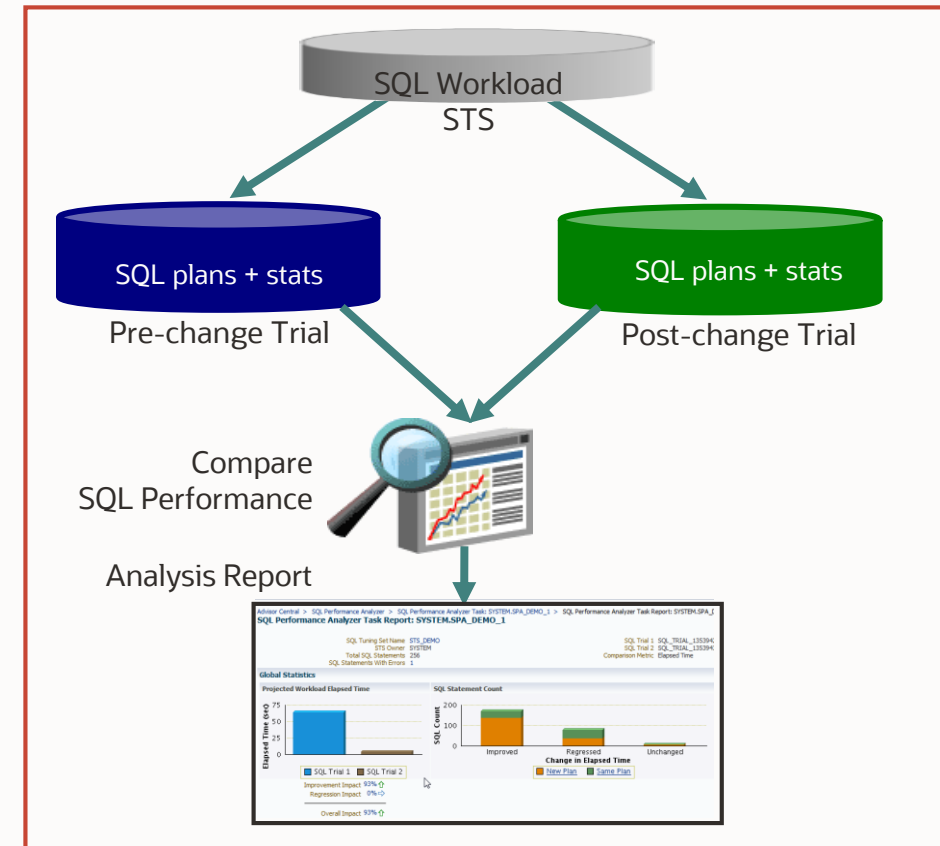 SQL Workload
STS
SQL plans + stats
SQL plans + stats
Pre-change Trial
Post-change Trial
Compare
SQL Performance
Analysis Report
Advisor Central > SQL Performance Analyzer > SQL Performance Analyzer Task: SYSTEM.SPA_DEMO_1 > SQL Performance Analyzer Task Report: SYSTEM.SPA_D
SQL Performance Analyzer Task Report: SYSTEM.SPA_DEMO_1
SQL Tuning Set Name STS_DEMO
STS Owner SYSTEM
Total SQL Statements 256
SQL Statements With Errors 1
SQL Trial 1 SQL_TRIAL_135394
SQL Trial 2 SQL_TRIAL_135394
Comparison Metric Elapsed Time
Global Statistics
Projected Workload Elapsed Time
Elapsed Time (sec)
75
50
25
0
SQL Trial 1 SQL Trial 2
Improvement Impact 93%
Regression Impact 0%
Overall Impact 93%
SQL Statement Count
SQL Count
200
100
0
Improved Regressed Unchanged
Change in Elapsed Time
New Plan Same Plan